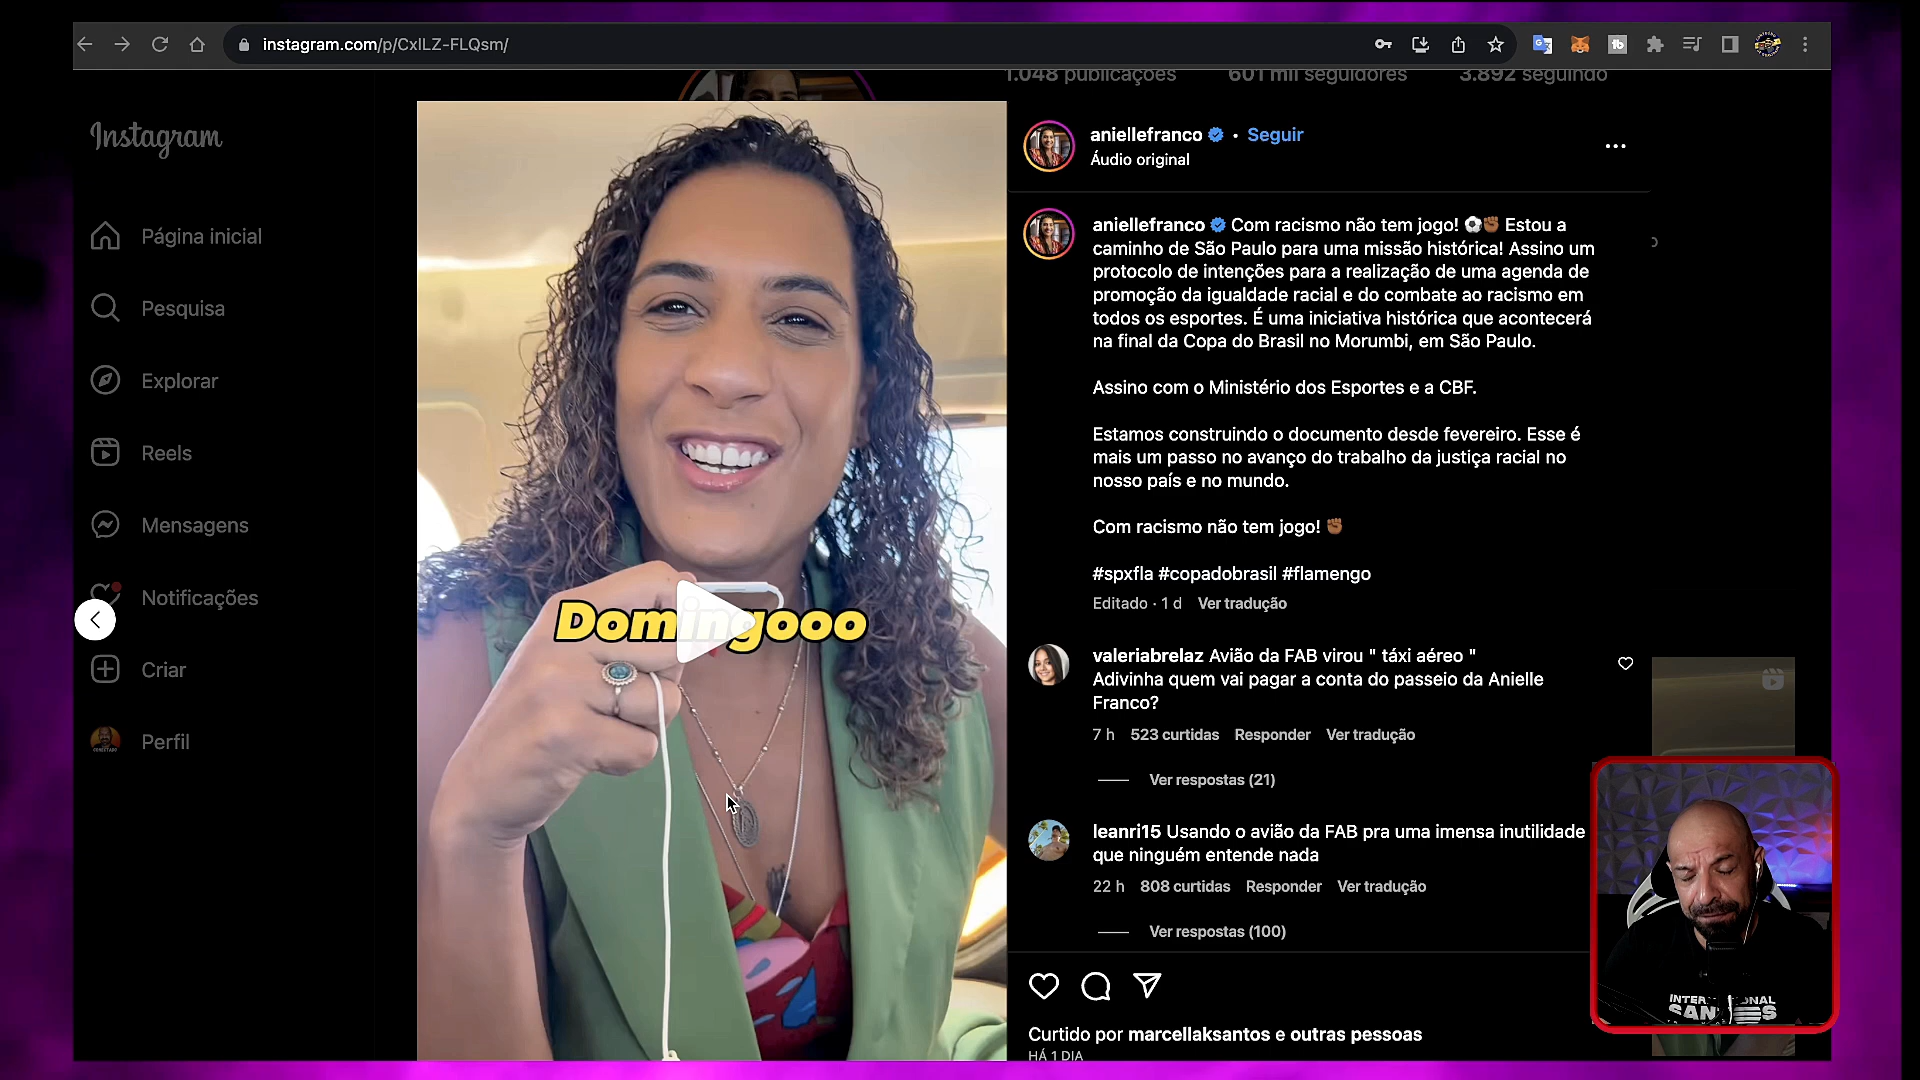 instagram.com/p/CxILZ-FLQsm/
1.048 publicações 601 mil seguidores 3.892 seguindo
Instagram
Página inicial
Pesquisa
Explorar
Reels
Mensagens
Notificações
Criar
Perfil
Domingooo
aniellefranco • Seguir
Áudio original
aniellefranco Com racismo não tem jogo! ⚽✊🏾 Estou a
caminho de São Paulo para uma missão histórica! Assino um
protocolo de intenções para a realização de uma agenda de
promoção da igualdade racial e do combate ao racismo em
todos os esportes. É uma iniciativa histórica que acontecerá
na final da Copa do Brasil no Morumbi, em São Paulo.
Assino com o Ministério dos Esportes e a CBF.
Estamos construindo o documento desde fevereiro. Esse é
mais um passo no avanço do trabalho da justiça racial no
nosso país e no mundo.
Com racismo não tem jogo! ✊🏾
#spxfla #copadobrasil #flamengo
Editado · 1 d Ver tradução
valeriabrelaz Avião da FAB virou " táxi aéreo "
Adivinha quem vai pagar a conta do passeio da Anielle
Franco?
7 h 523 curtidas Responder Ver tradução
Ver respostas (21)
leanri15 Usando o avião da FAB pra uma imensa inutilidade
que ninguém entende nada
22 h 808 curtidas Responder Ver tradução
Ver respostas (100)
Curtido por marcellaksantos e outras pessoas
HÁ 1 DIA